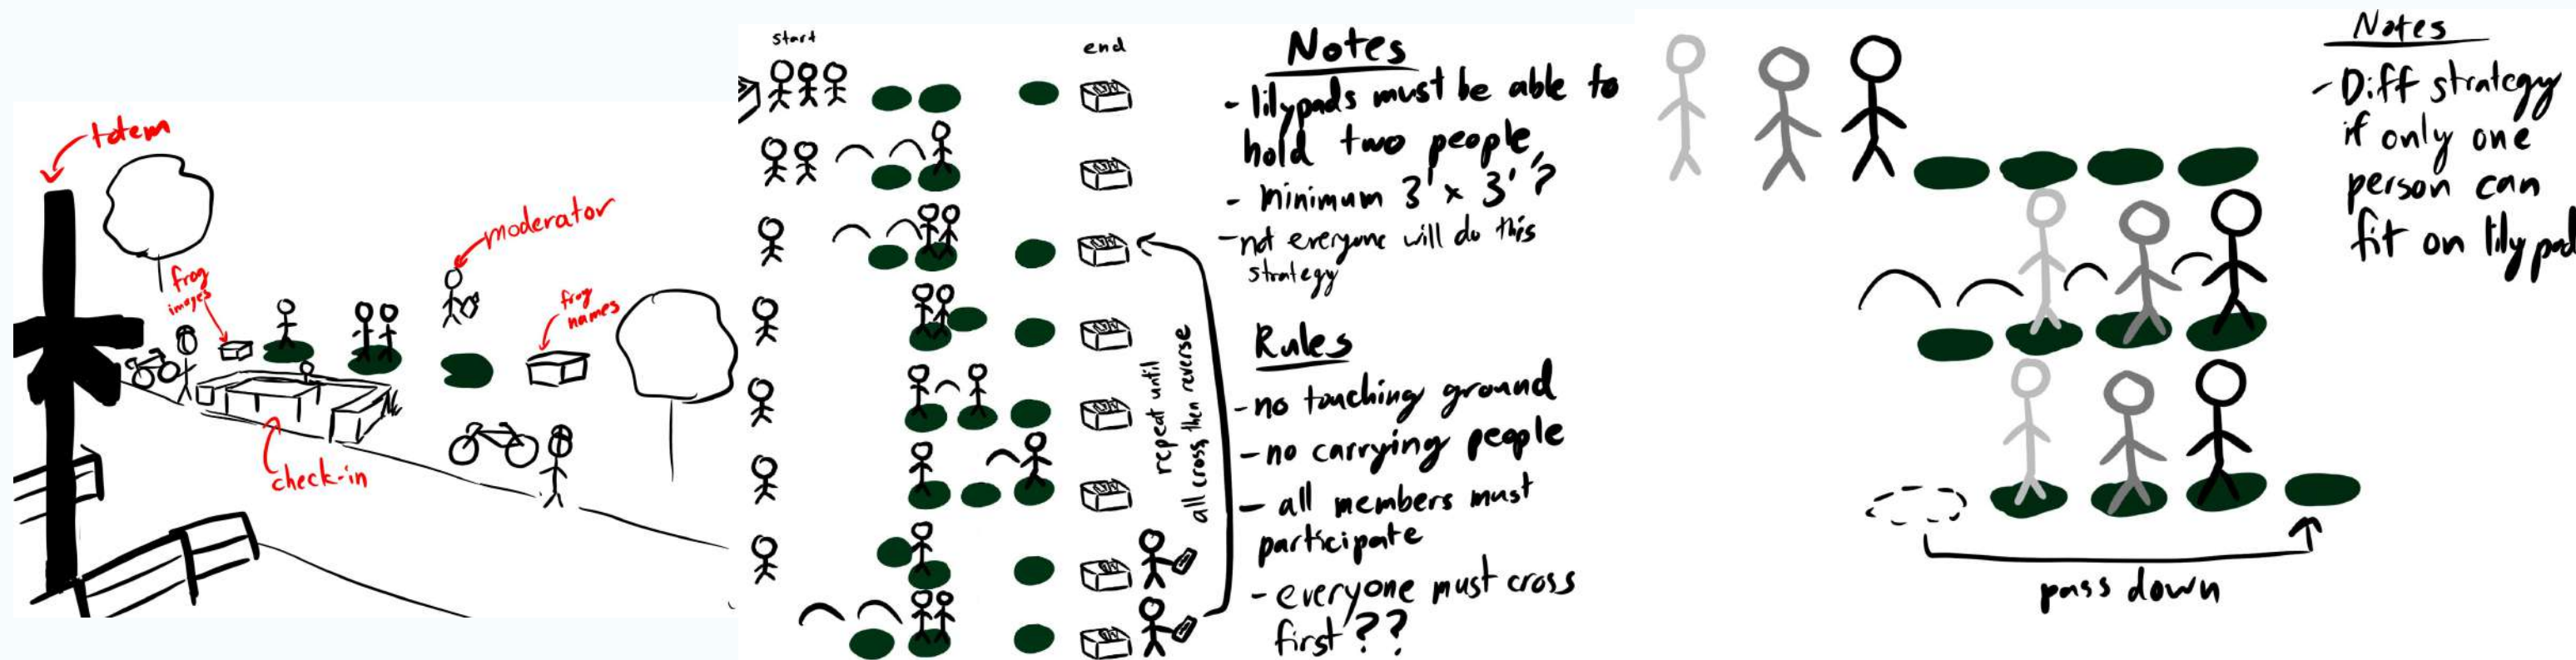 totem
moderator
frog
images
frog
names
check-in
start
end
repeat until
all cross, then reverse
Notes
- lilypads must be able to
hold two people
- minimum 3' x 3'?
- not everyone will do this
strategy
Rules
- no touching ground
- no carrying people
- all members must
participate
- everyone must cross
first??
pass down
Notes
- Diff strategy
if only one
person can
fit on lilypad